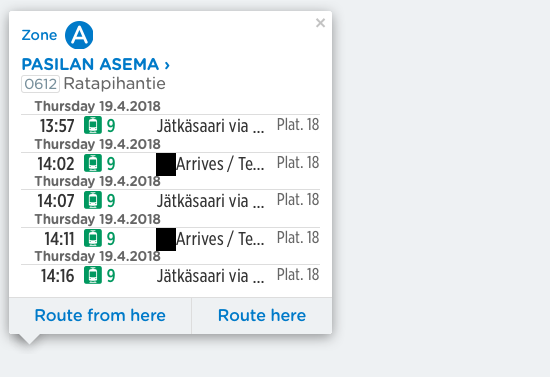 Zone A
×
PASILAN ASEMA ›
0612 Ratapihantie
Thursday 19.4.2018
13:57 9 Jätkäsaari via ... Plat. 18
Thursday 19.4.2018
14:02 9 Arrives / Te... Plat. 18
Thursday 19.4.2018
14:07 9 Jätkäsaari via ... Plat. 18
Thursday 19.4.2018
14:11 9 Arrives / Te... Plat. 18
Thursday 19.4.2018
14:16 9 Jätkäsaari via ... Plat. 18
Route from here Route here